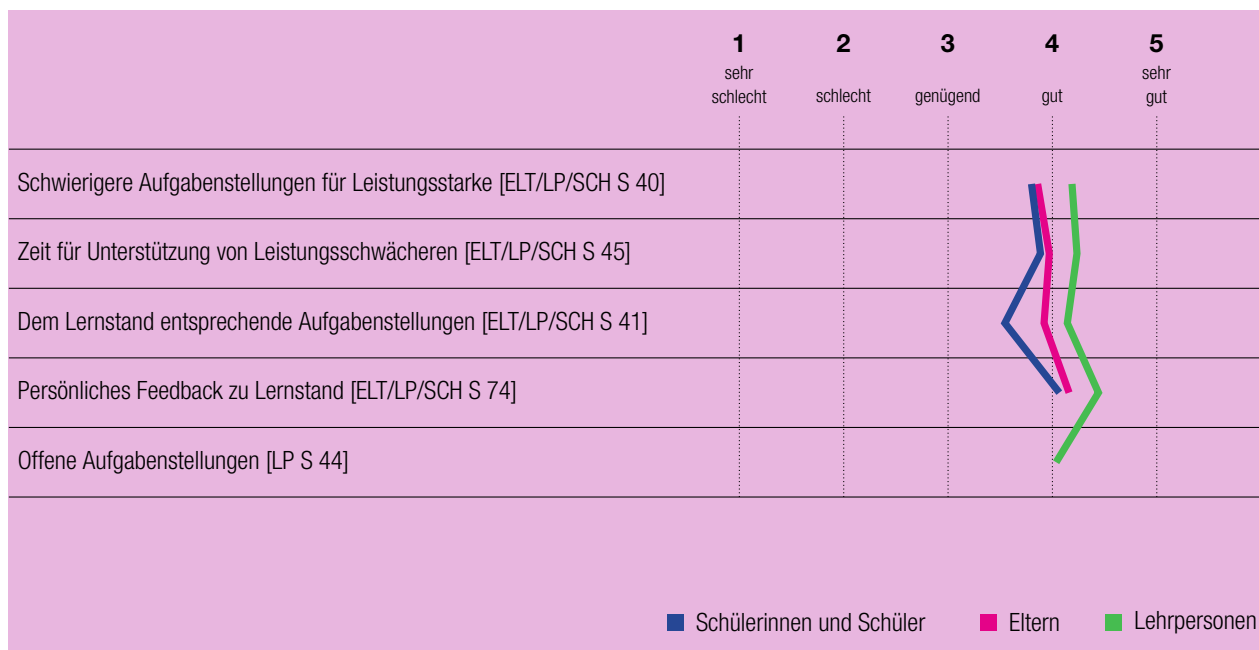 1 2 3 4 5
sehr schlecht schlecht genügend gut sehr gut
Schwierigere Aufgabenstellungen für Leistungsstarke [ELT/LP/SCH S 40]
Zeit für Unterstützung von Leistungsschwächeren [ELT/LP/SCH S 45]
Dem Lernstand entsprechende Aufgabenstellungen [ELT/LP/SCH S 41]
Persönliches Feedback zu Lernstand [ELT/LP/SCH S 74]
Offene Aufgabenstellungen [LP S 44]
Schülerinnen und Schüler Eltern Lehrpersonen